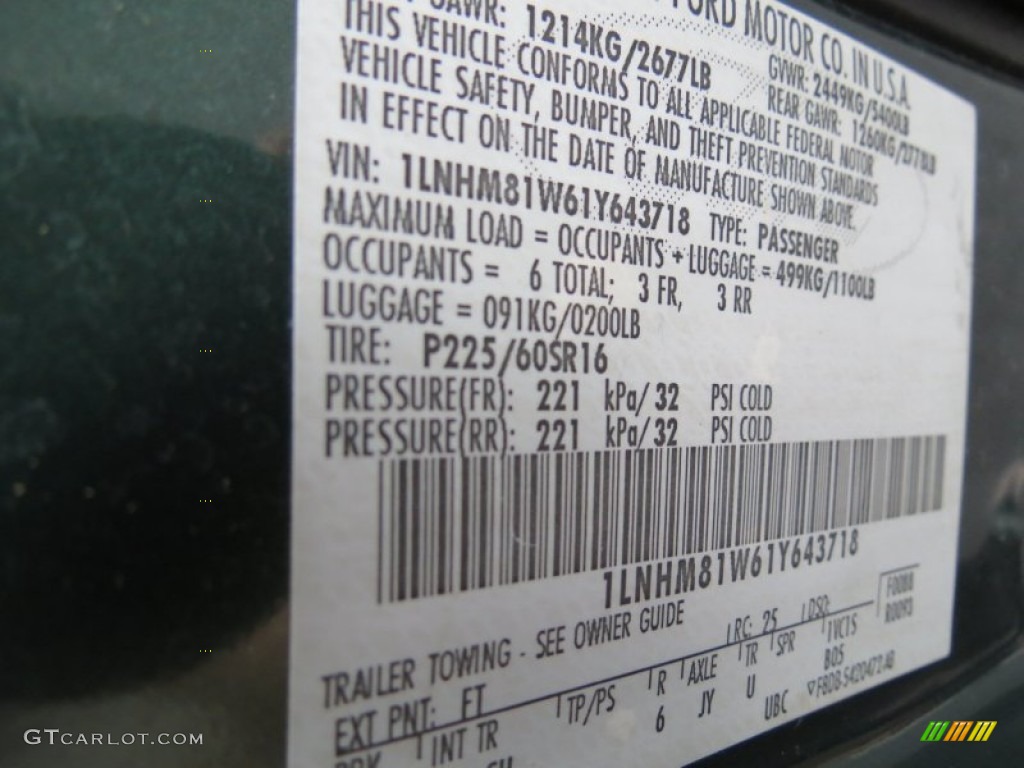 FORD MOTOR CO. IN U.S.A.
GAWR: 1214KG/2677LB GVWR: 2449KG/5400LB
REAR GAWR: 1260KG/2778LB
THIS VEHICLE CONFORMS TO ALL APPLICABLE FEDERAL MOTOR
VEHICLE SAFETY, BUMPER, AND THEFT PREVENTION STANDARDS
IN EFFECT ON THE DATE OF MANUFACTURE SHOWN ABOVE.
VIN: 1LNHM81W61Y643718 TYPE: PASSENGER
MAXIMUM LOAD = OCCUPANTS + LUGGAGE = 499KG/1100LB
OCCUPANTS = 6 TOTAL; 3 FR, 3 RR
LUGGAGE = 091KG/0200LB
TIRE: P225/60SR16
PRESSURE(FR): 221 kPa/ 32 PSI COLD
PRESSURE(RR): 221 kPa/ 32 PSI COLD
1LNHM81W61Y643718
TRAILER TOWING - SEE OWNER GUIDE
EXT PNT: FT RC: 25 DSO:
INT TR TP/PS R AXLE TR SPR
6 JY U UBC
GTCARLOT.COM